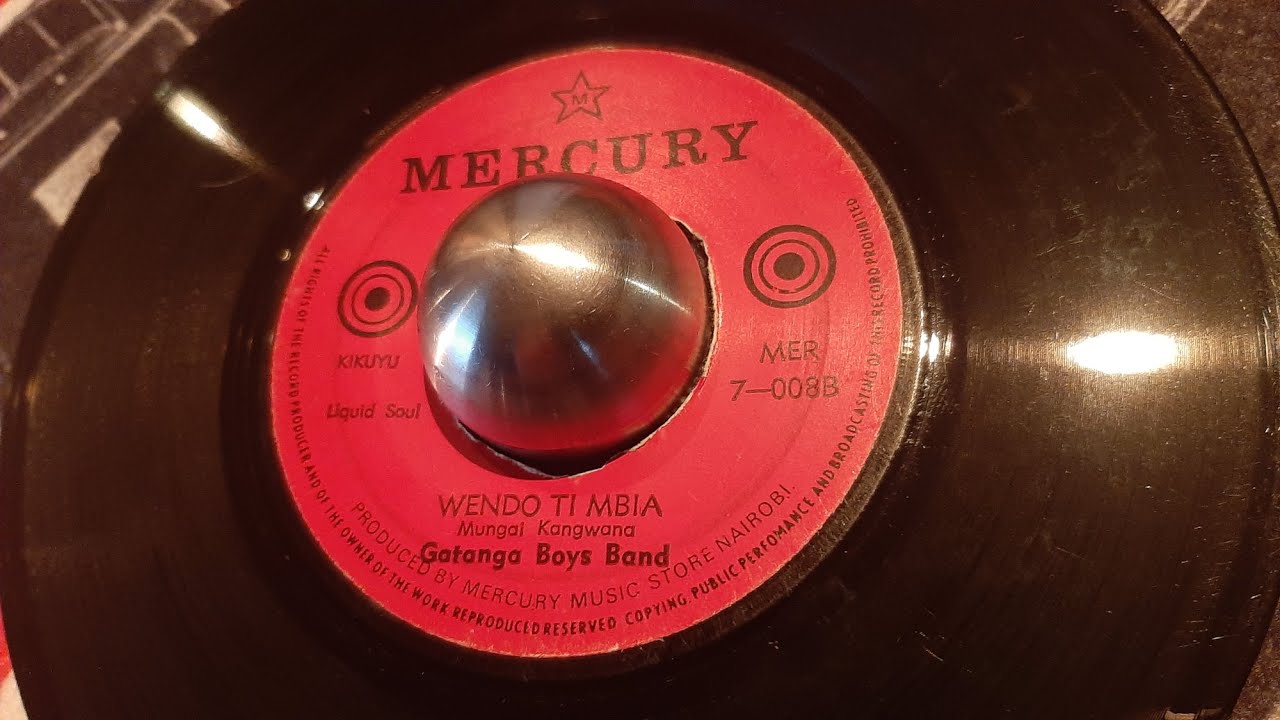 M
MERCURY
KIKUYU
Liquid Soul
MER
7—008B
WENDO TI MBIA
Mungai Kangwana
Gatanga Boys Band
PRODUCED BY MERCURY MUSIC STORE NAIROBI.
ALL RIGHTS OF THE RECORD PRODUCER AND OF THE OWNER OF THE WORK REPRODUCED RESERVED COPYING, PUBLIC PERFOMANCE AND BROADCASTING OF THIS RECORD PROHIBITED